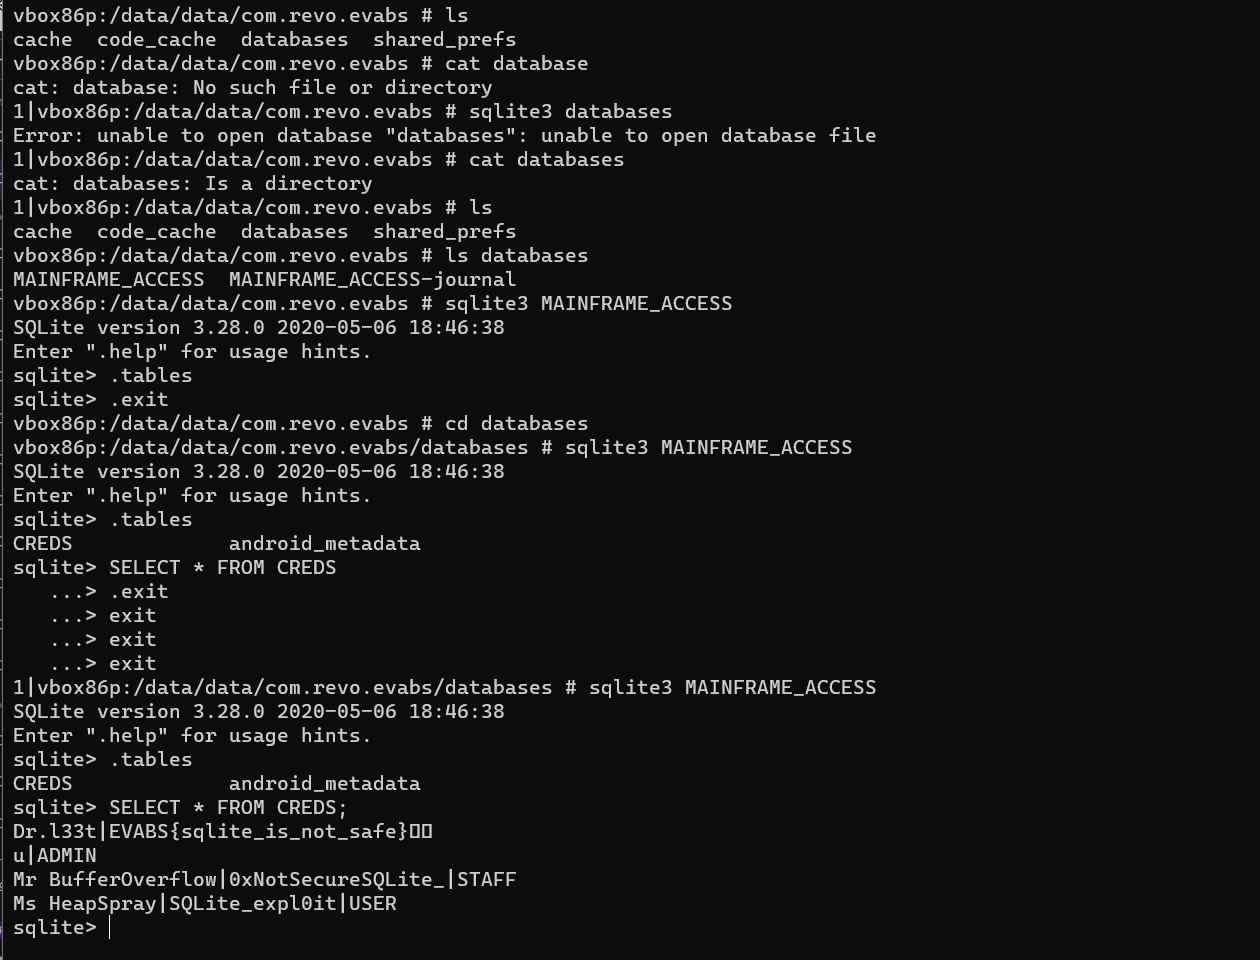 vbox86p:/data/data/com.revo.evabs # ls
cache  code_cache  databases  shared_prefs
vbox86p:/data/data/com.revo.evabs # cat database
cat: database: No such file or directory
1|vbox86p:/data/data/com.revo.evabs # sqlite3 databases
Error: unable to open database "databases": unable to open database file
1|vbox86p:/data/data/com.revo.evabs # cat databases
cat: databases: Is a directory
1|vbox86p:/data/data/com.revo.evabs # ls
cache  code_cache  databases  shared_prefs
vbox86p:/data/data/com.revo.evabs # ls databases
MAINFRAME_ACCESS  MAINFRAME_ACCESS-journal
vbox86p:/data/data/com.revo.evabs # sqlite3 MAINFRAME_ACCESS
SQLite version 3.28.0 2020-05-06 18:46:38
Enter ".help" for usage hints.
sqlite> .tables
sqlite> .exit
vbox86p:/data/data/com.revo.evabs # cd databases
vbox86p:/data/data/com.revo.evabs/databases # sqlite3 MAINFRAME_ACCESS
SQLite version 3.28.0 2020-05-06 18:46:38
Enter ".help" for usage hints.
sqlite> .tables
CREDS             android_metadata
sqlite> SELECT * FROM CREDS
   ...> .exit
   ...> exit
   ...> exit
   ...> exit
1|vbox86p:/data/data/com.revo.evabs/databases # sqlite3 MAINFRAME_ACCESS
SQLite version 3.28.0 2020-05-06 18:46:38
Enter ".help" for usage hints.
sqlite> .tables
CREDS             android_metadata
sqlite> SELECT * FROM CREDS;
Dr.l33t|EVABS{sqlite_is_not_safe}▯▯
u|ADMIN
Mr BufferOverflow|0xNotSecureSQLite_|STAFF
Ms HeapSpray|SQLite_expl0it|USER
sqlite>